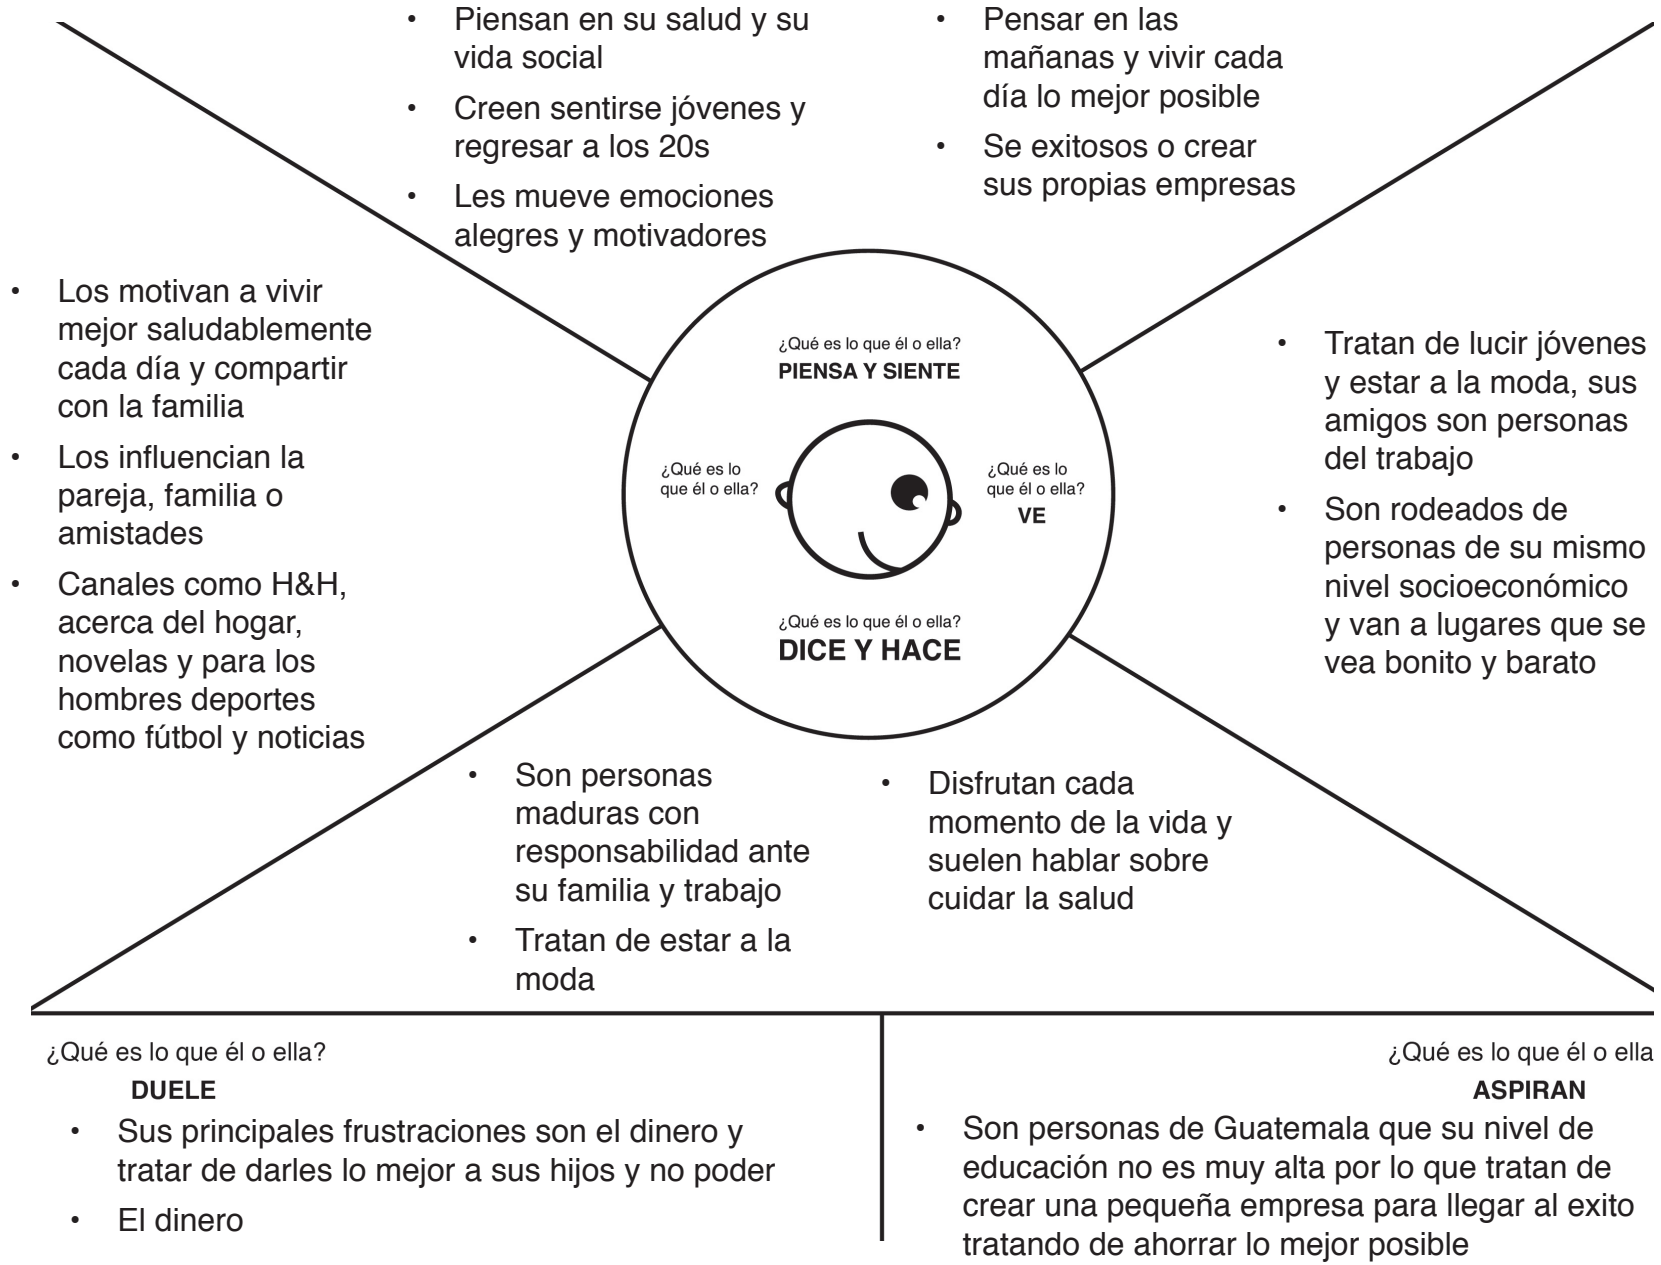 • Piensan en su salud y su
vida social
• Creen sentirse jóvenes y
regresar a los 20s
• Les mueve emociones
alegres y motivadores
• Pensar en las
mañanas y vivir cada
día lo mejor posible
• Se exitosos o crear
sus propias empresas
• Los motivan a vivir
mejor saludablemente
cada día y compartir
con la familia
• Los influencian la
pareja, familia o
amistades
• Canales como H&H,
acerca del hogar,
novelas y para los
hombres deportes
como fútbol y noticias
¿Qué es lo que él o ella?
PIENSA Y SIENTE
¿Qué es lo
que él o ella?
¿Qué es lo
que él o ella?
VE
¿Qué es lo que él o ella?
DICE Y HACE
• Tratan de lucir jóvenes
y estar a la moda, sus
amigos son personas
del trabajo
• Son rodeados de
personas de su mismo
nivel socioeconómico
y van a lugares que se
vea bonito y barato
• Son personas
maduras con
responsabilidad ante
su familia y trabajo
• Tratan de estar a la
moda
• Disfrutan cada
momento de la vida y
suelen hablar sobre
cuidar la salud
¿Qué es lo que él o ella?
DUELE
• Sus principales frustraciones son el dinero y
tratar de darles lo mejor a sus hijos y no poder
• El dinero
¿Qué es lo que él o ella
ASPIRAN
• Son personas de Guatemala que su nivel de
educación no es muy alta por lo que tratan de
crear una pequeña empresa para llegar al exito
tratando de ahorrar lo mejor posible